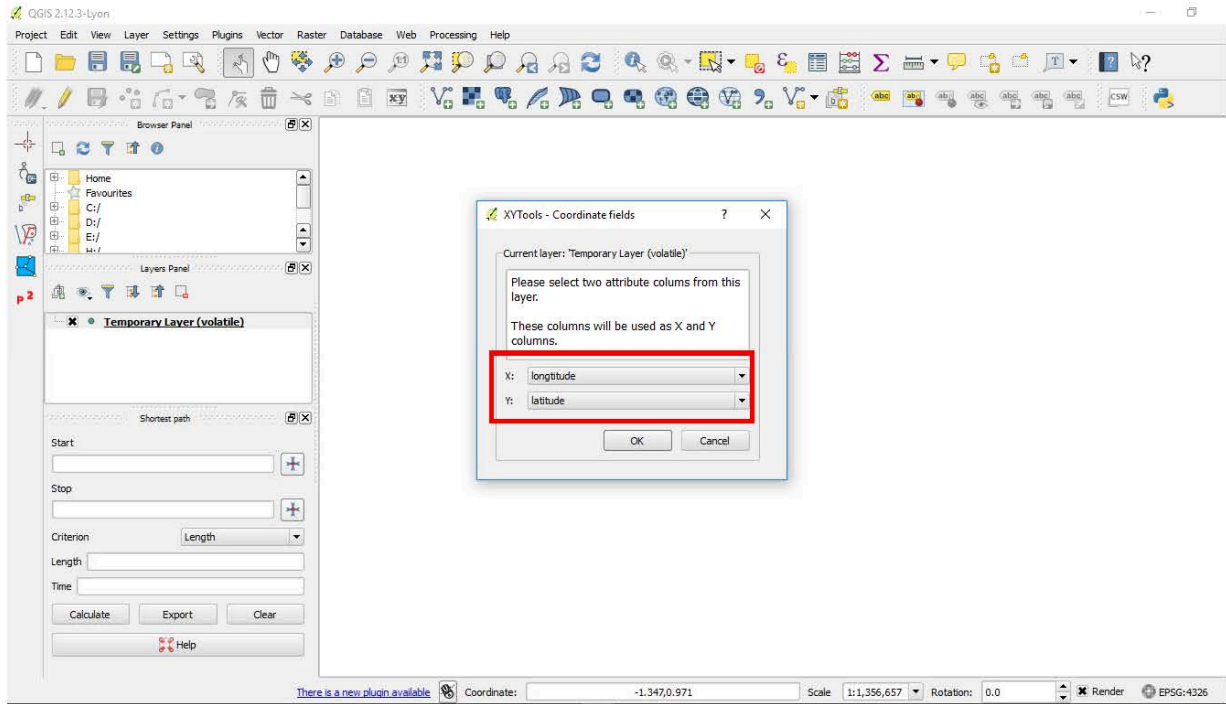 QGIS 2.12.3-Lyon
Project Edit View Layer Settings Plugins Vector Raster Database Web Processing Help
Browser Panel
Home
Favourites
C:/
D:/
E:/
H:/
Layers Panel
Temporary Layer (volatile)
Shortest path
Start
Stop
Criterion Length
Length
Time
Calculate Export Clear
Help
XYTools - Coordinate fields ? X
Current layer: 'Temporary Layer (volatile)'
Please select two attribute colums from this
layer.
These columns will be used as X and Y
columns.
X: longtitude
Y: latitude
OK Cancel
There is a new plugin available Coordinate: -1.347,0.971 Scale 1:1,356,657 Rotation: 0.0 Render EPSG:4326